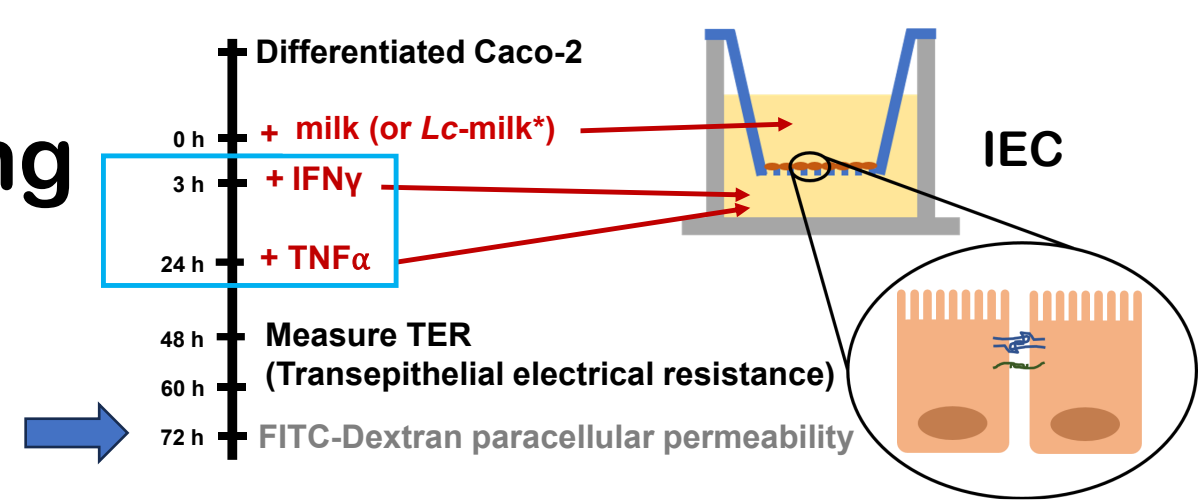 Differentiated Caco-2
0 h + milk (or Lc-milk*)
IEC
3 h + IFNγ
24 h + TNFα
48 h Measure TER
(Transepithelial electrical resistance)
60 h
72 h FITC-Dextran paracellular permeability